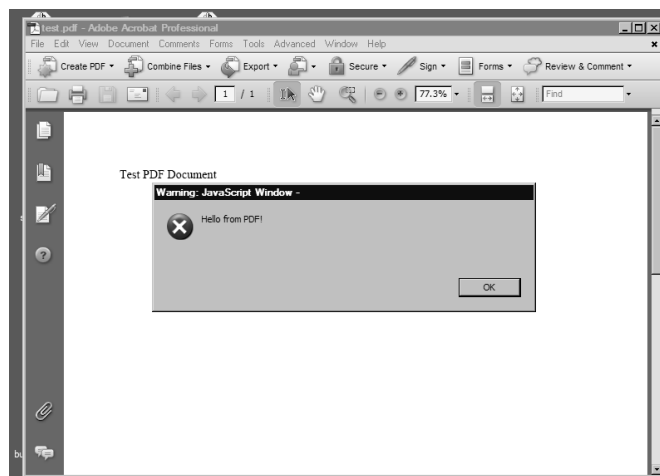 test.pdf - Adobe Acrobat Professional
File Edit View Document Comments Forms Tools Advanced Window Help
Create PDF Combine Files Export Secure Sign Forms Review & Comment
1 / 1 77.3% Find
Test PDF Document
Warning: JavaScript Window -
Hello from PDF!
OK